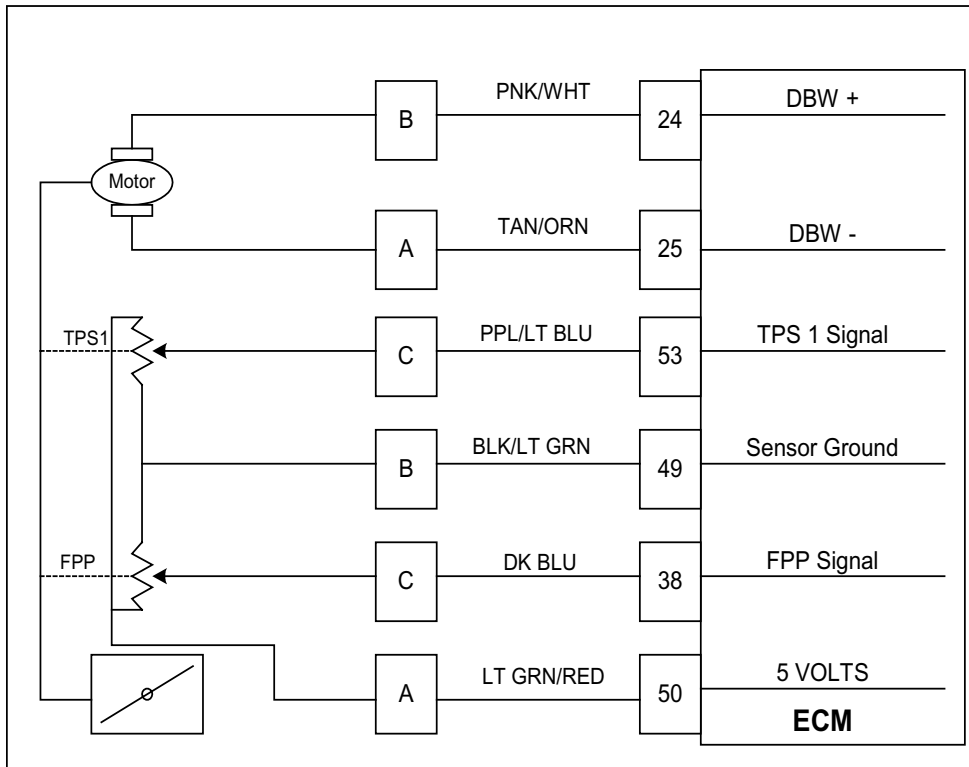 B PNK/WHT 24 DBW +
Motor
A TAN/ORN 25 DBW -
TPS1 C PPL/LT BLU 53 TPS 1 Signal
B BLK/LT GRN 49 Sensor Ground
FPP C DK BLU 38 FPP Signal
A LT GRN/RED 50 5 VOLTS
ECM